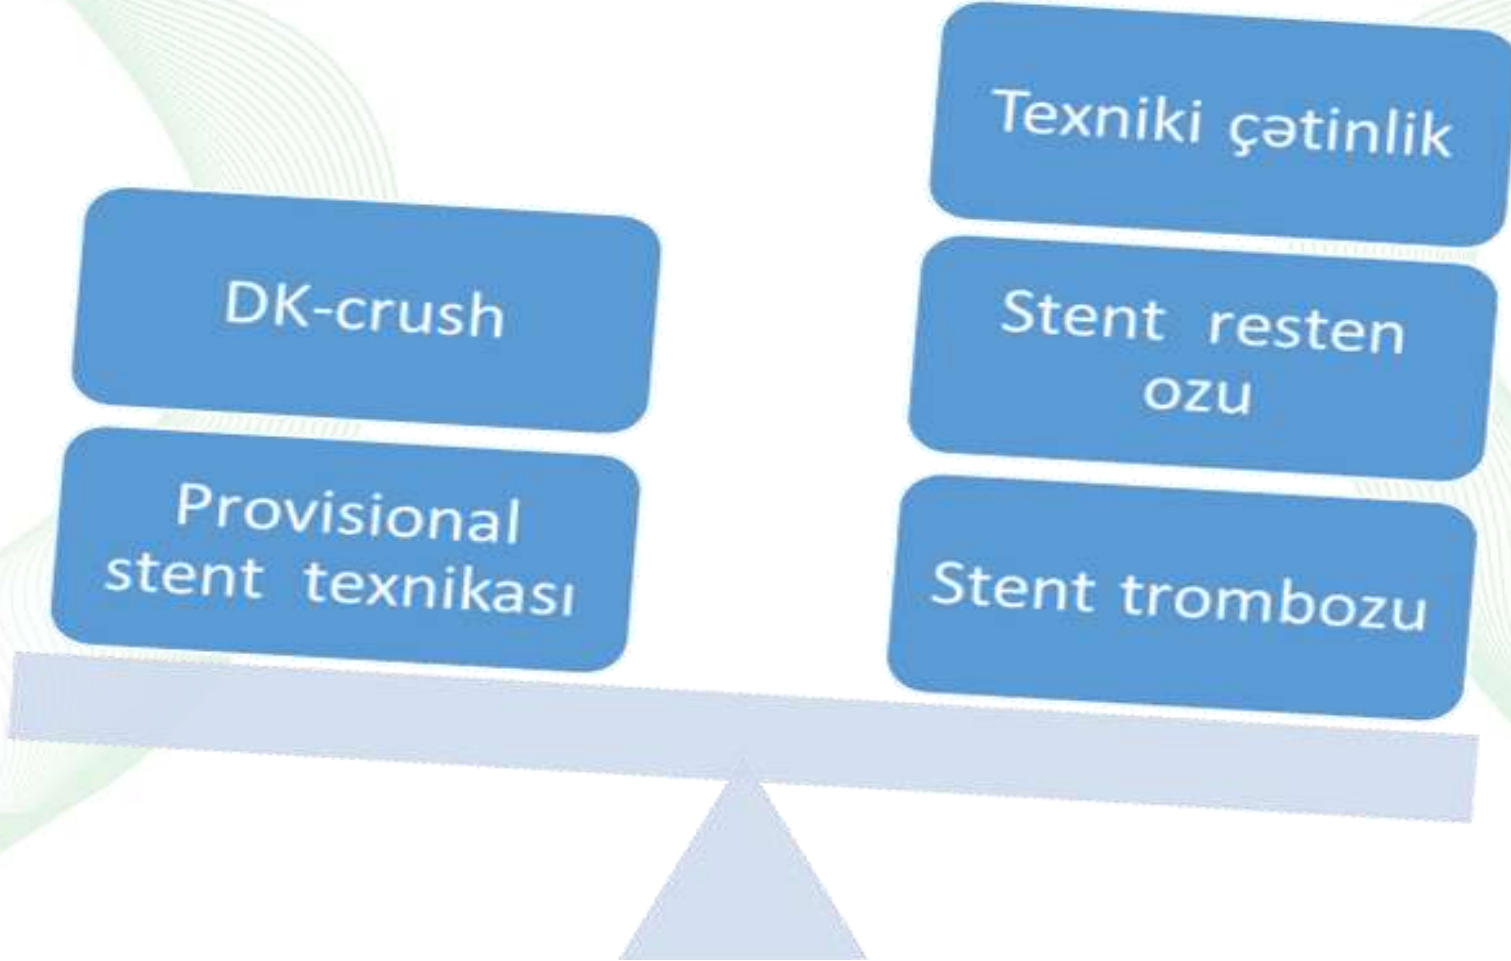 DK-crush
Provisional
stent texnikası
Texniki çətinlik
Stent resten
ozu
Stent trombozu